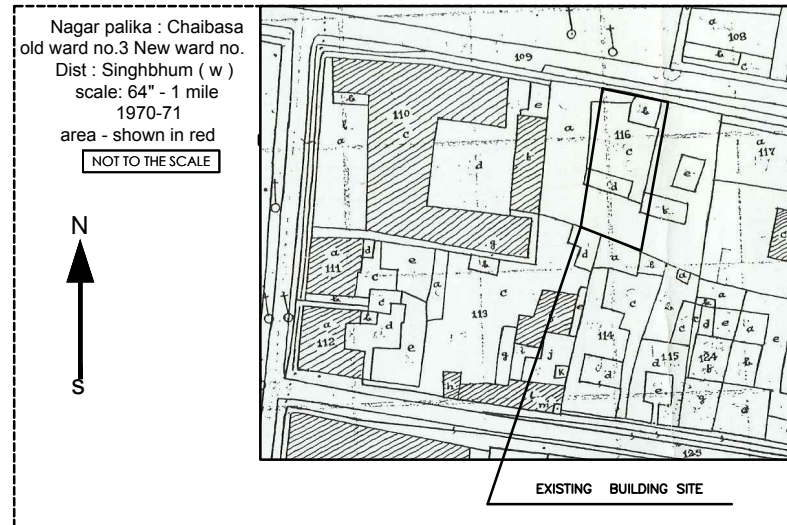 Nagar palika : Chaibasa
old ward no.3 New ward no.
Dist : Singhbhum ( w )
scale: 64" - 1 mile
1970-71
area - shown in red
NOT TO THE SCALE
N
S
109
a
108
b
c
110
c
b
a
d
e
b
a
116
b
c
d
e
b
a
117
c
g
a
111
d
c
e
a
b
c
113
d
a
b
a
112
b
c
d
e
g
i
j
k
h
l
m
e
114
c
d
b
c
d
e
a
b
e
115
d
e
124
b
b
g
d
125
EXISTING BUILDING SITE